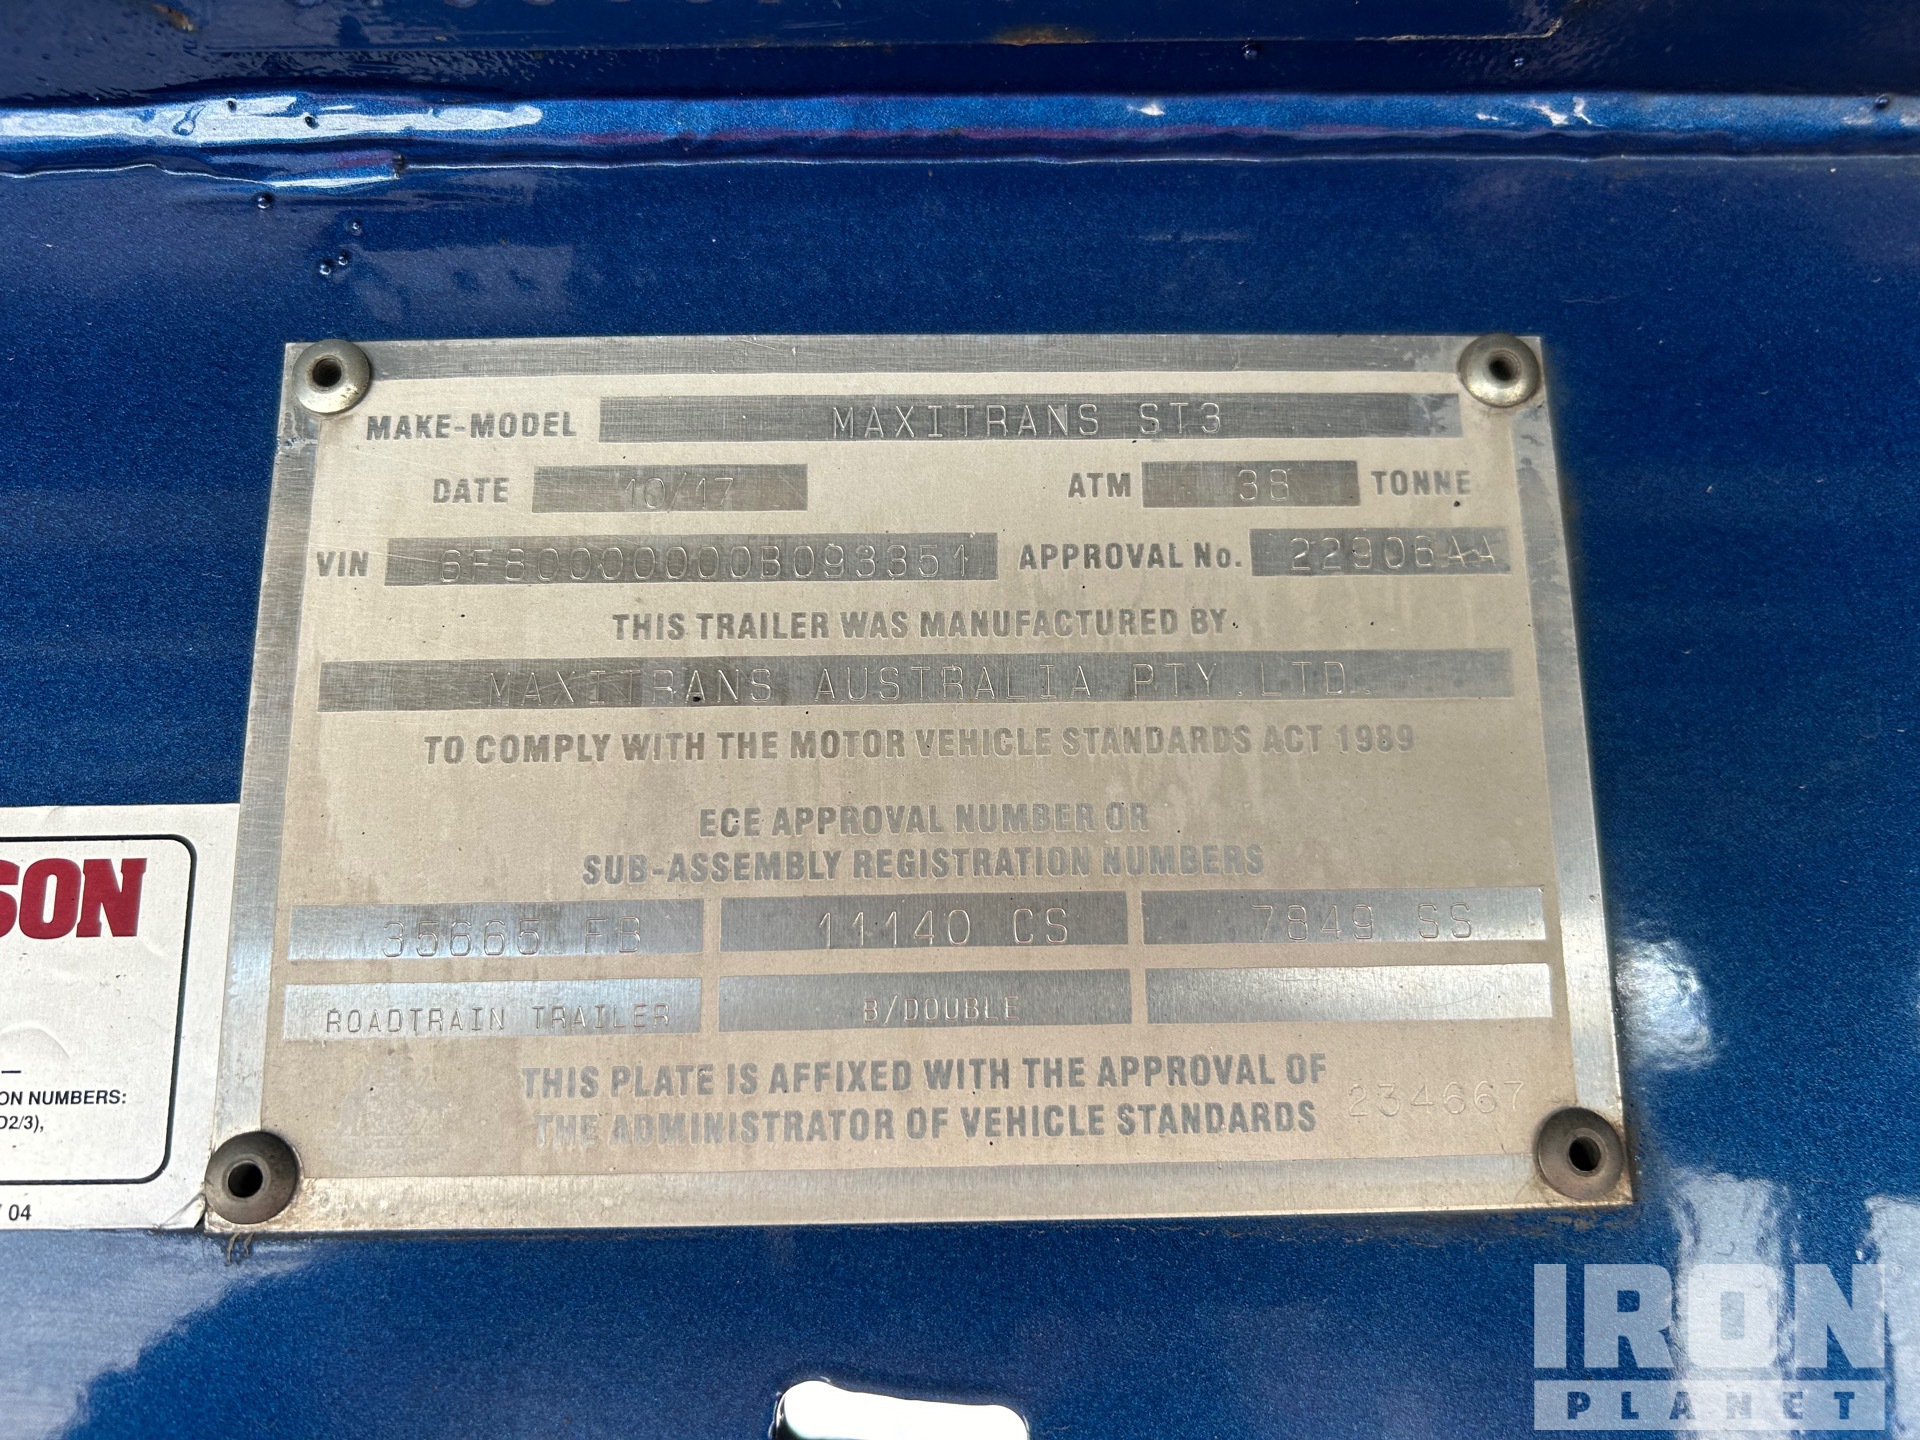 MAKE-MODEL MAXITRANS ST3
DATE 10/17 ATM 38 TONNE
VIN 6F800000000B093351 APPROVAL No. 22906AA
THIS TRAILER WAS MANUFACTURED BY
MAXITRANS AUSTRALIA PTY.LTD.
TO COMPLY WITH THE MOTOR VEHICLE STANDARDS ACT 1989
ECE APPROVAL NUMBER OR
SUB-ASSEMBLY REGISTRATION NUMBERS
35665 FB 11140 CS 7849 SS
ROADTRAIN TRAILER B/DOUBLE
THIS PLATE IS AFFIXED WITH THE APPROVAL OF
THE ADMINISTRATOR OF VEHICLE STANDARDS 234667
SON
ON NUMBERS:
D2/3),
04
IRON
PLANET